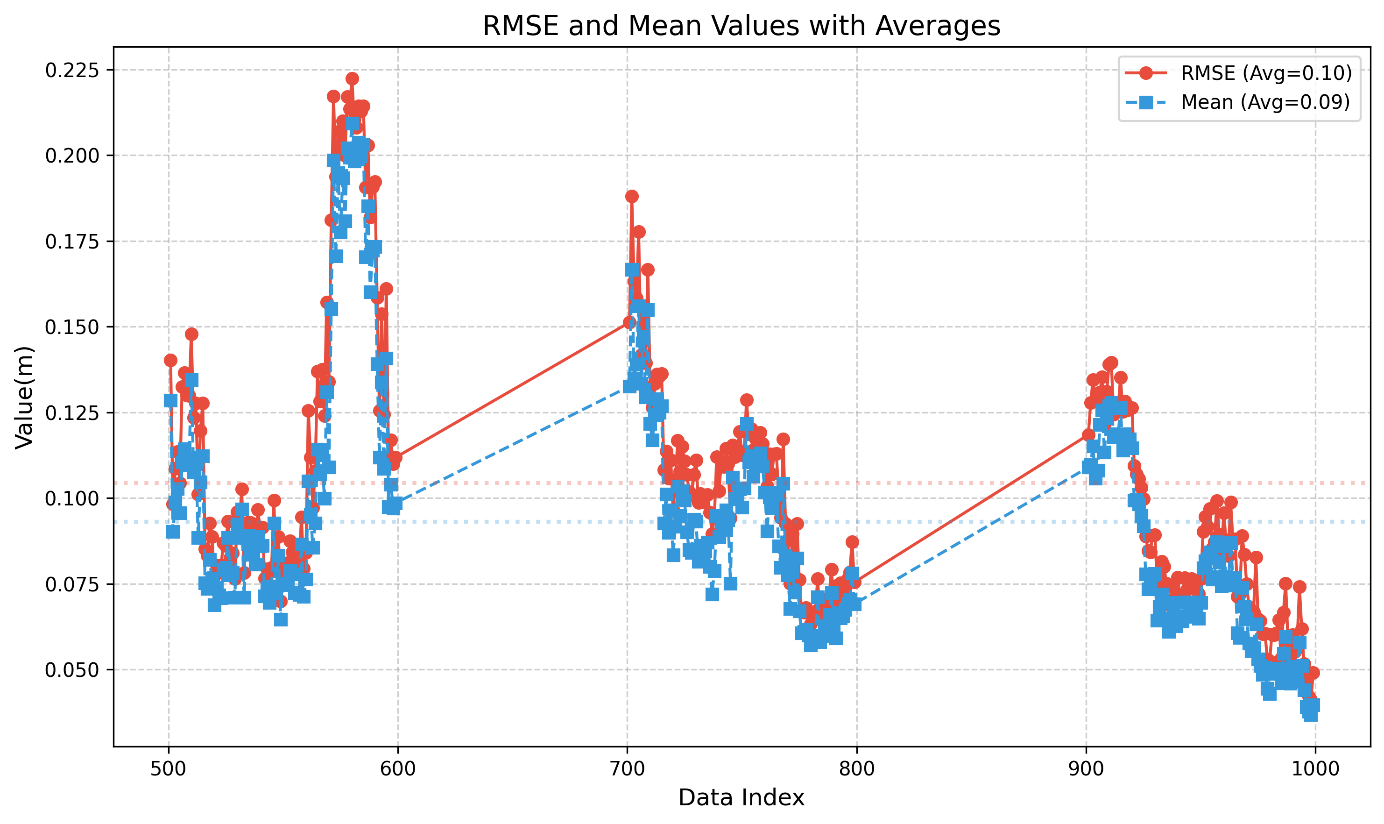 RMSE and Mean Values with Averages
RMSE (Avg=0.10)
Mean (Avg=0.09)
Value(m)
0.225
0.200
0.175
0.150
0.125
0.100
0.075
0.050
500
600
700
800
900
1000
Data Index